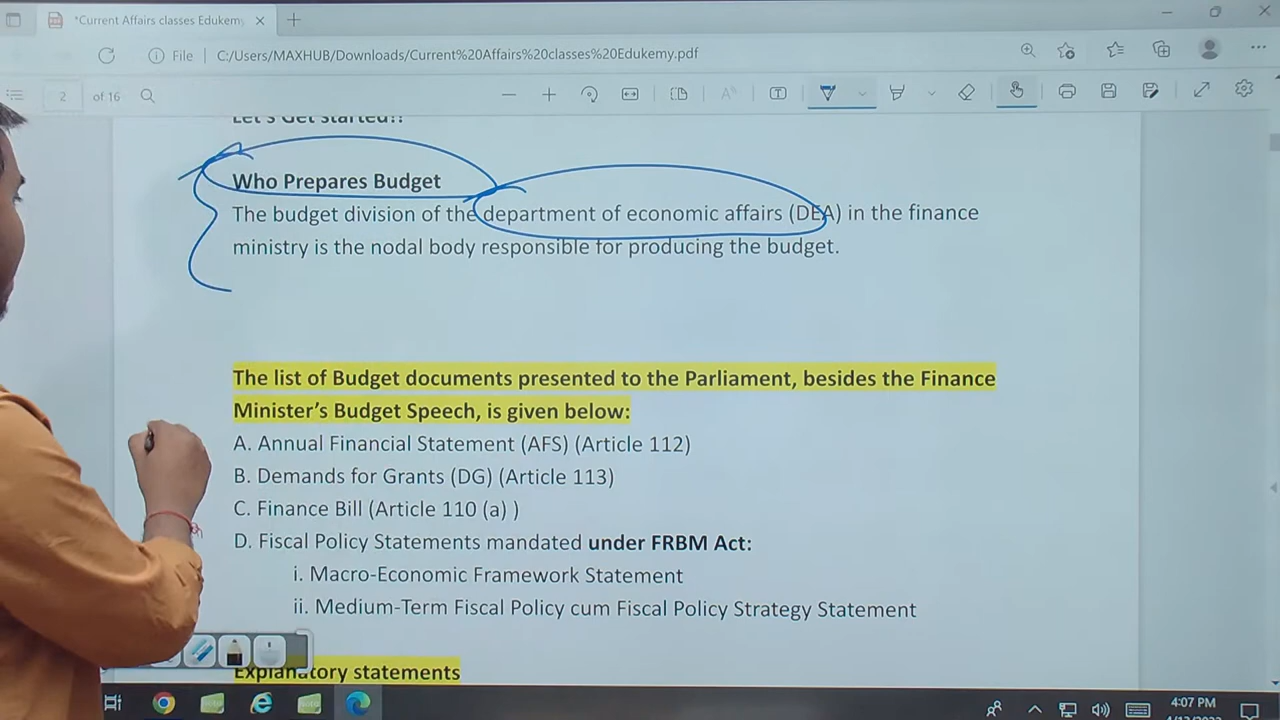 *Current Affairs classes Edukemy
File C:/Users/MAXHUB/Downloads/Current%20Affairs%20classes%20Edukemy.pdf
2 of 16
Let's Get started!!
Who Prepares Budget
The budget division of the department of economic affairs (DEA) in the finance
ministry is the nodal body responsible for producing the budget.
The list of Budget documents presented to the Parliament, besides the Finance
Minister's Budget Speech, is given below:
A. Annual Financial Statement (AFS) (Article 112)
B. Demands for Grants (DG) (Article 113)
C. Finance Bill (Article 110 (a) )
D. Fiscal Policy Statements mandated under FRBM Act:
i. Macro-Economic Framework Statement
ii. Medium-Term Fiscal Policy cum Fiscal Policy Strategy Statement
Explanatory statements
4:07 PM